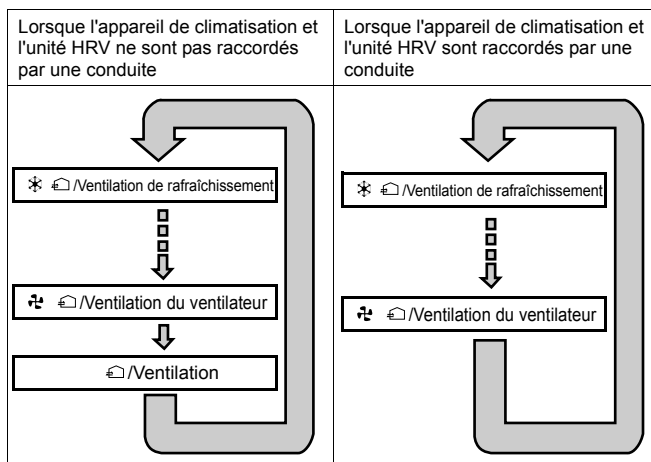 Lorsque l'appareil de climatisation et
l'unité HRV ne sont pas raccordés
par une conduite
Lorsque l'appareil de climatisation et
l'unité HRV sont raccordés par une
conduite
/Ventilation de rafraîchissement
/Ventilation du ventilateur
/Ventilation
/Ventilation de rafraîchissement
/Ventilation du ventilateur